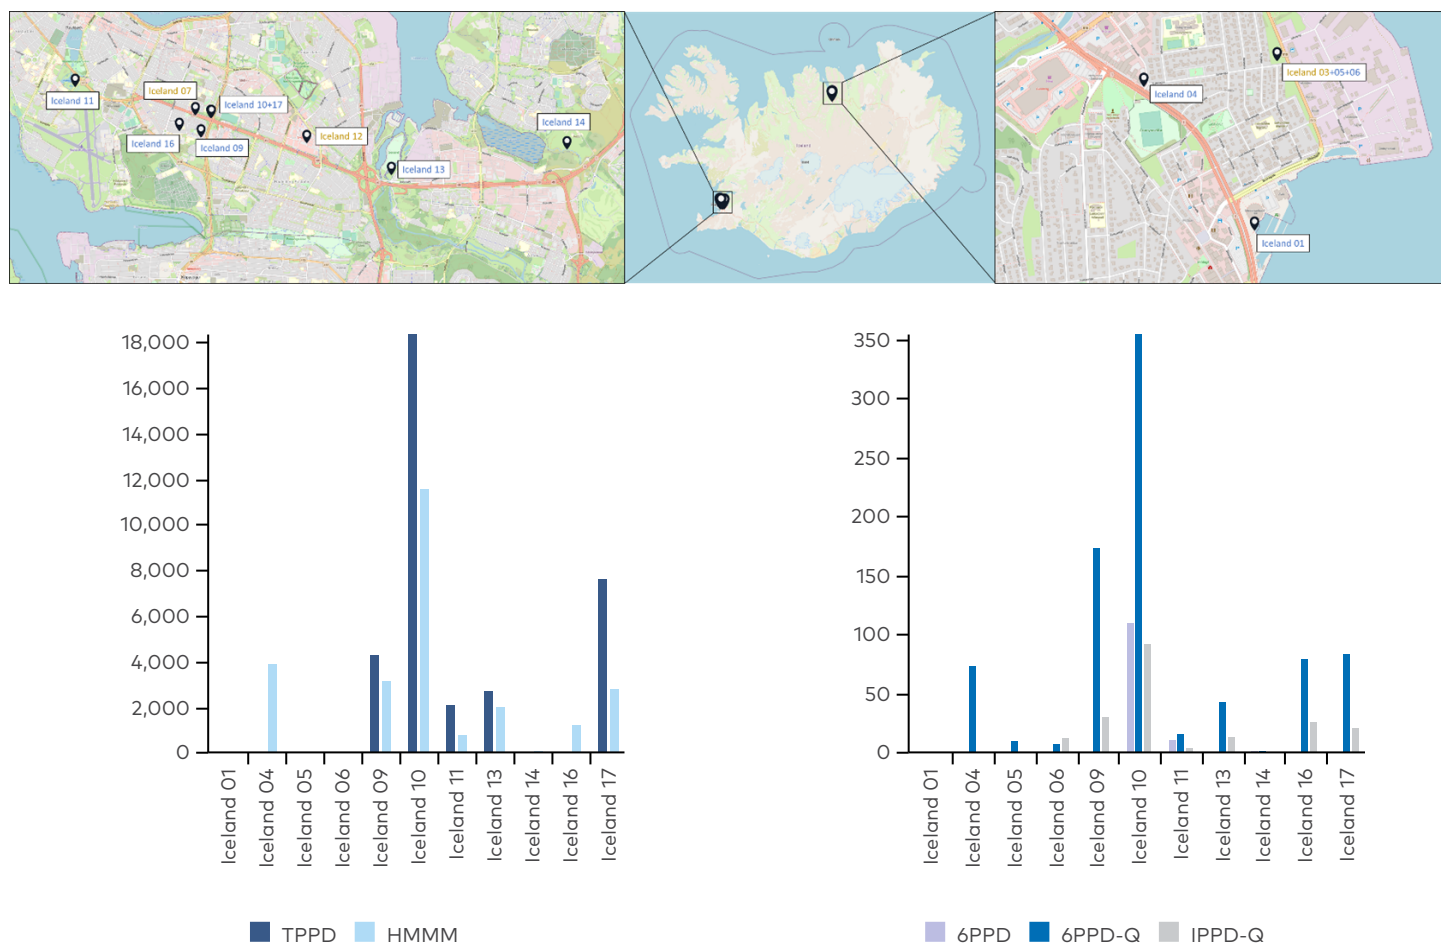 Iceland 11
Iceland 07
Iceland 10+17
Iceland 16
Iceland 09
Iceland 12
Iceland 13
Iceland 14
Iceland 03+05+06
Iceland 04
Iceland 01
18,000
16,000
14,000
12,000
10,000
8,000
6,000
4,000
2,000
0
Iceland 01
Iceland 04
Iceland 05
Iceland 06
Iceland 09
Iceland 10
Iceland 11
Iceland 13
Iceland 14
Iceland 16
Iceland 17
TPPD HMMM
350
300
250
200
150
100
50
0
Iceland 01
Iceland 04
Iceland 05
Iceland 06
Iceland 09
Iceland 10
Iceland 11
Iceland 13
Iceland 14
Iceland 16
Iceland 17
6PPD 6PPD-Q IPPD-Q